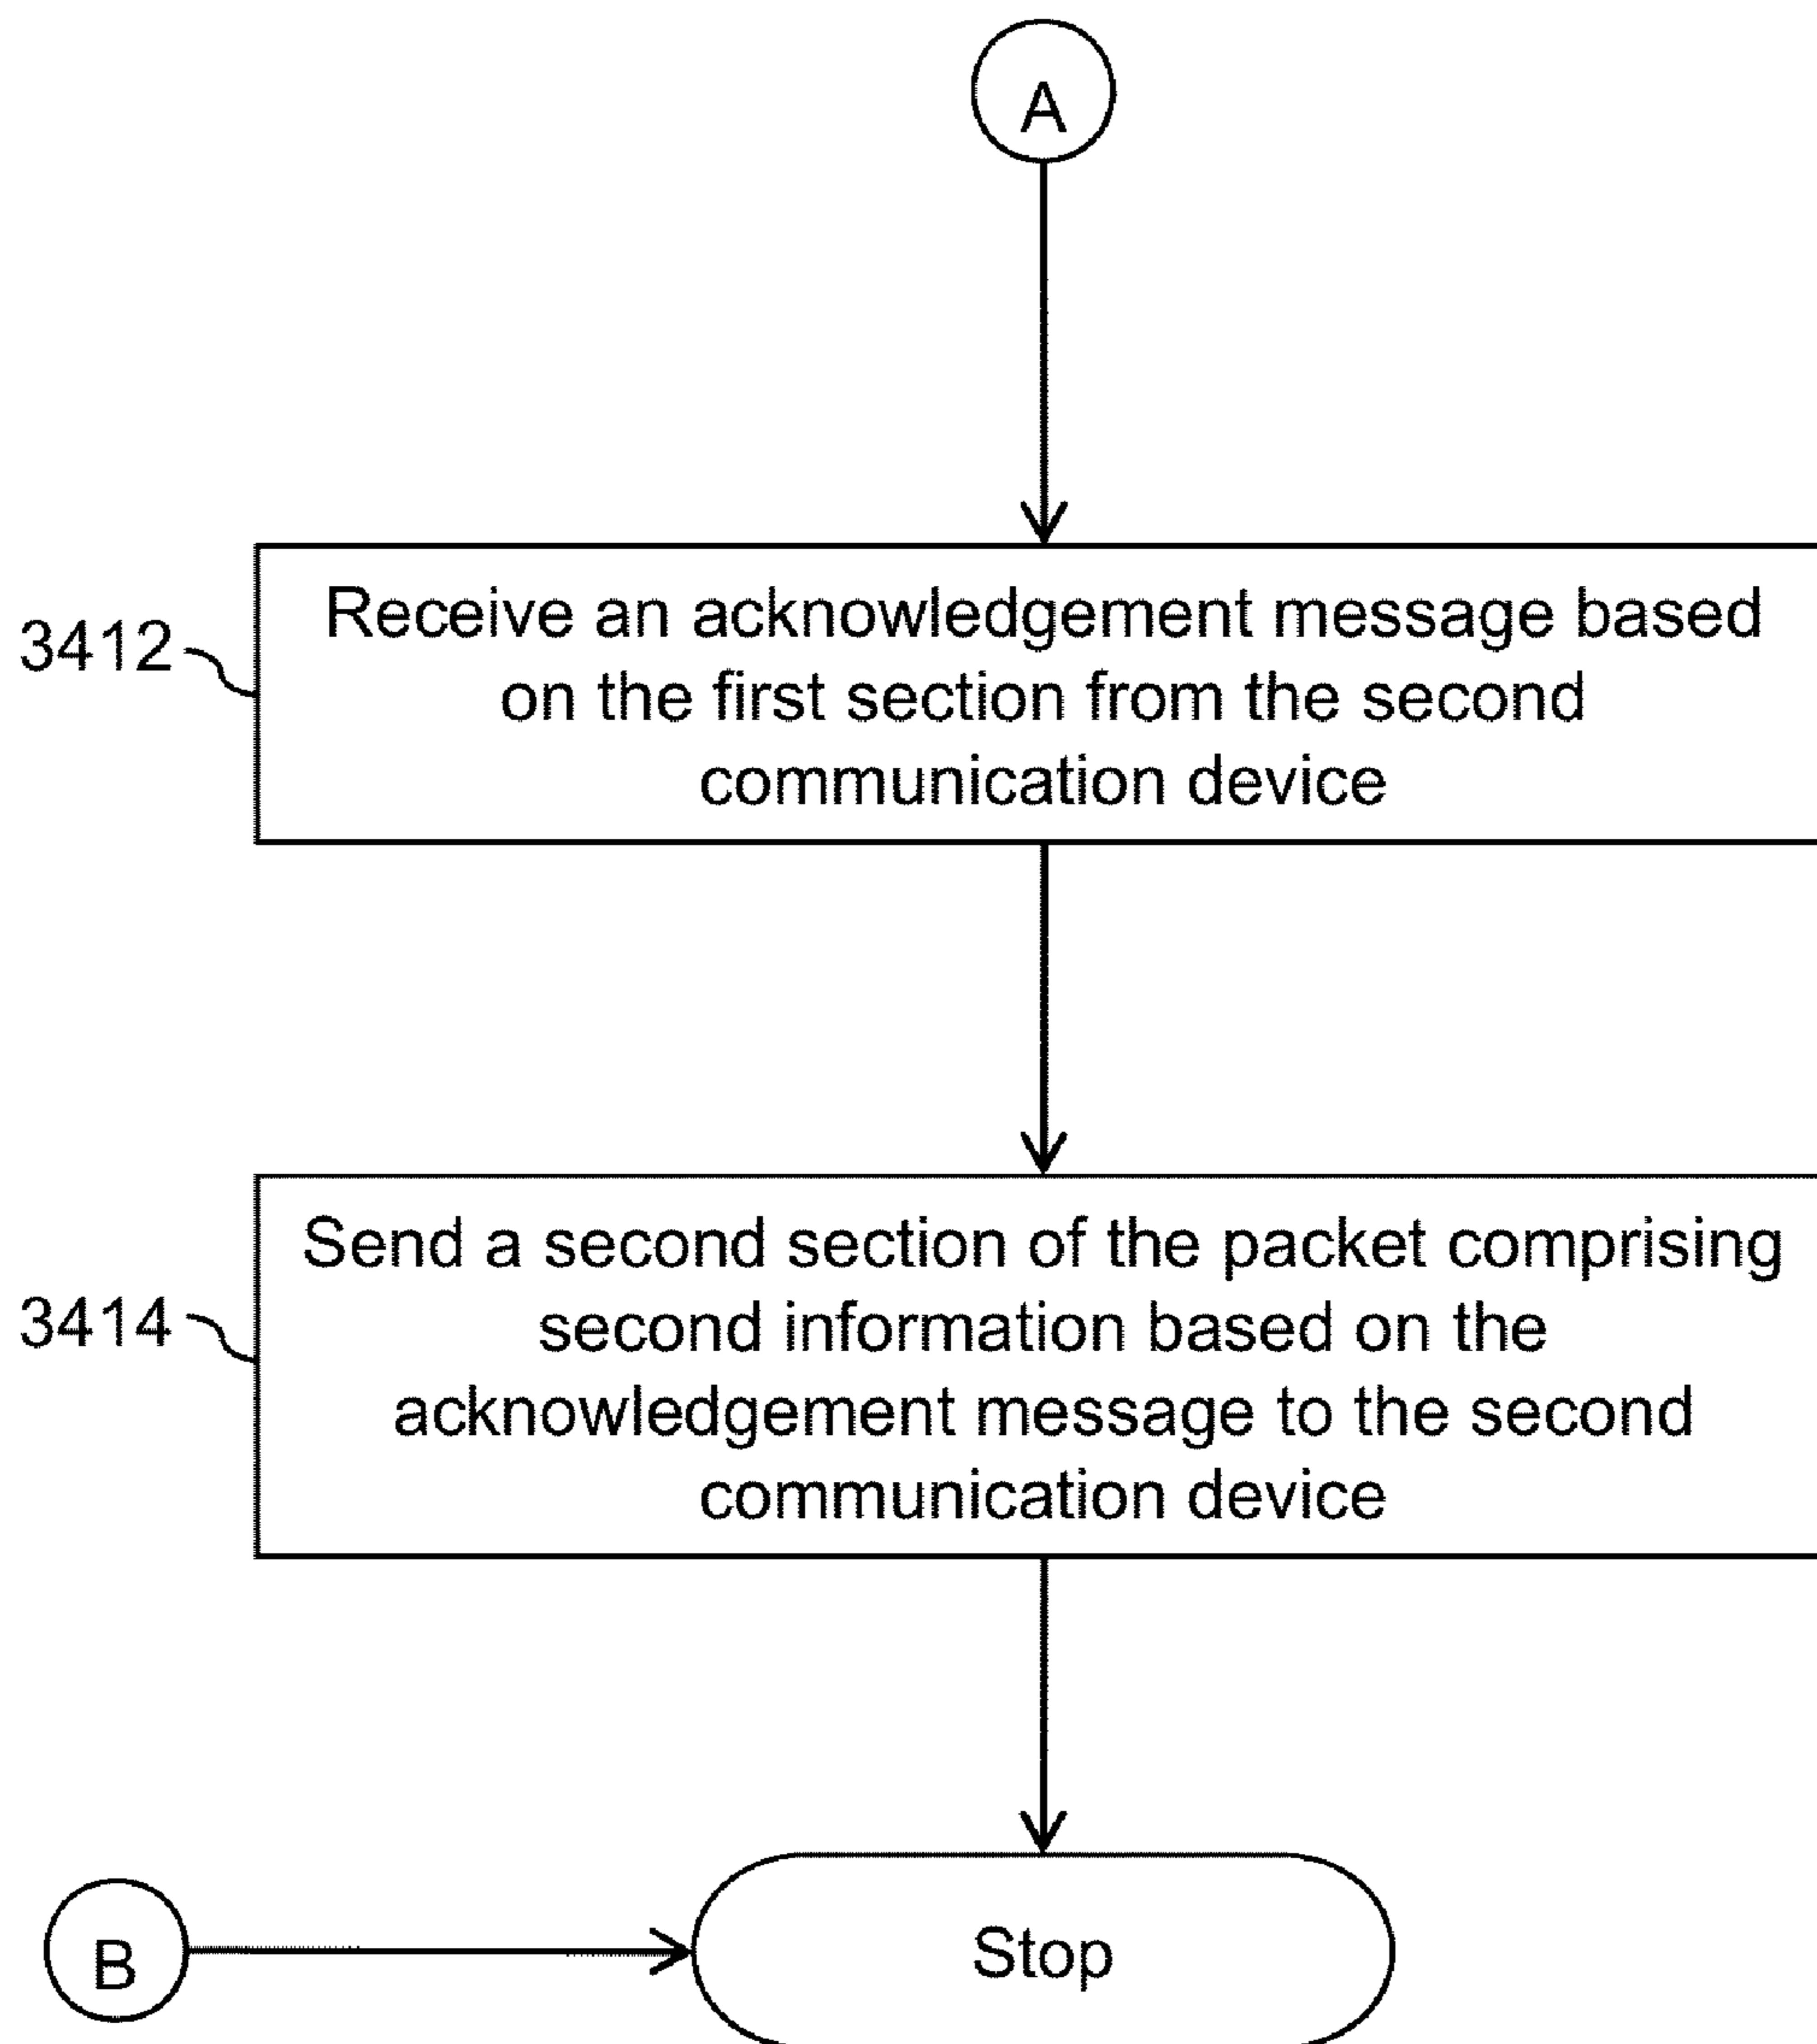 A
3412
Receive an acknowledgement message based
on the first section from the second
communication device
3414
Send a second section of the packet comprising
second information based on the
acknowledgement message to the second
communication device
B
Stop